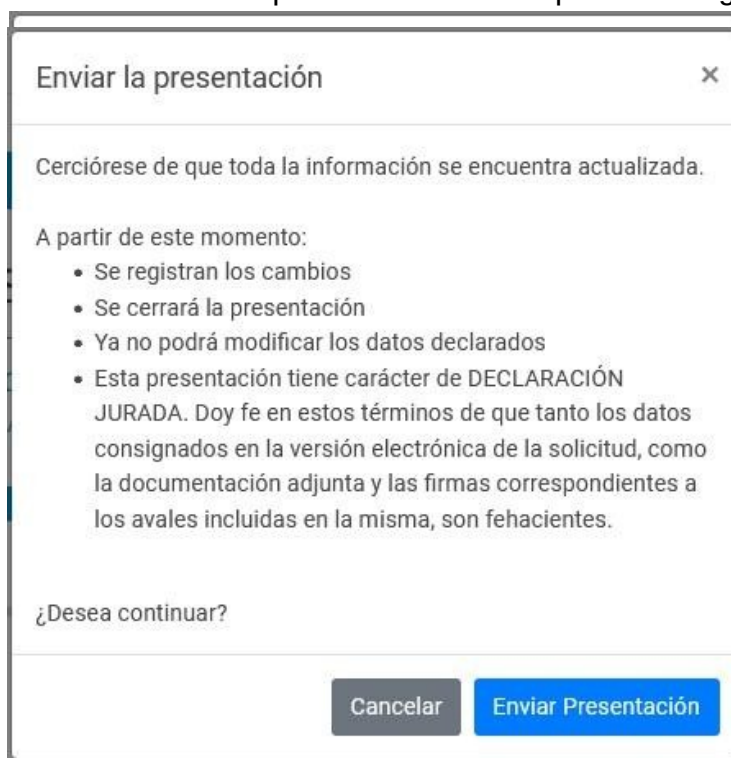 Enviar la presentación ×
Cerciórese de que toda la información se encuentra actualizada.
A partir de este momento:
• Se registran los cambios
• Se cerrará la presentación
• Ya no podrá modificar los datos declarados
• Esta presentación tiene carácter de DECLARACIÓN
JURADA. Doy fe en estos términos de que tanto los datos
consignados en la versión electrónica de la solicitud, como
la documentación adjunta y las firmas correspondientes a
los avales incluidas en la misma, son fehacientes.
¿Desea continuar?
Cancelar Enviar Presentación